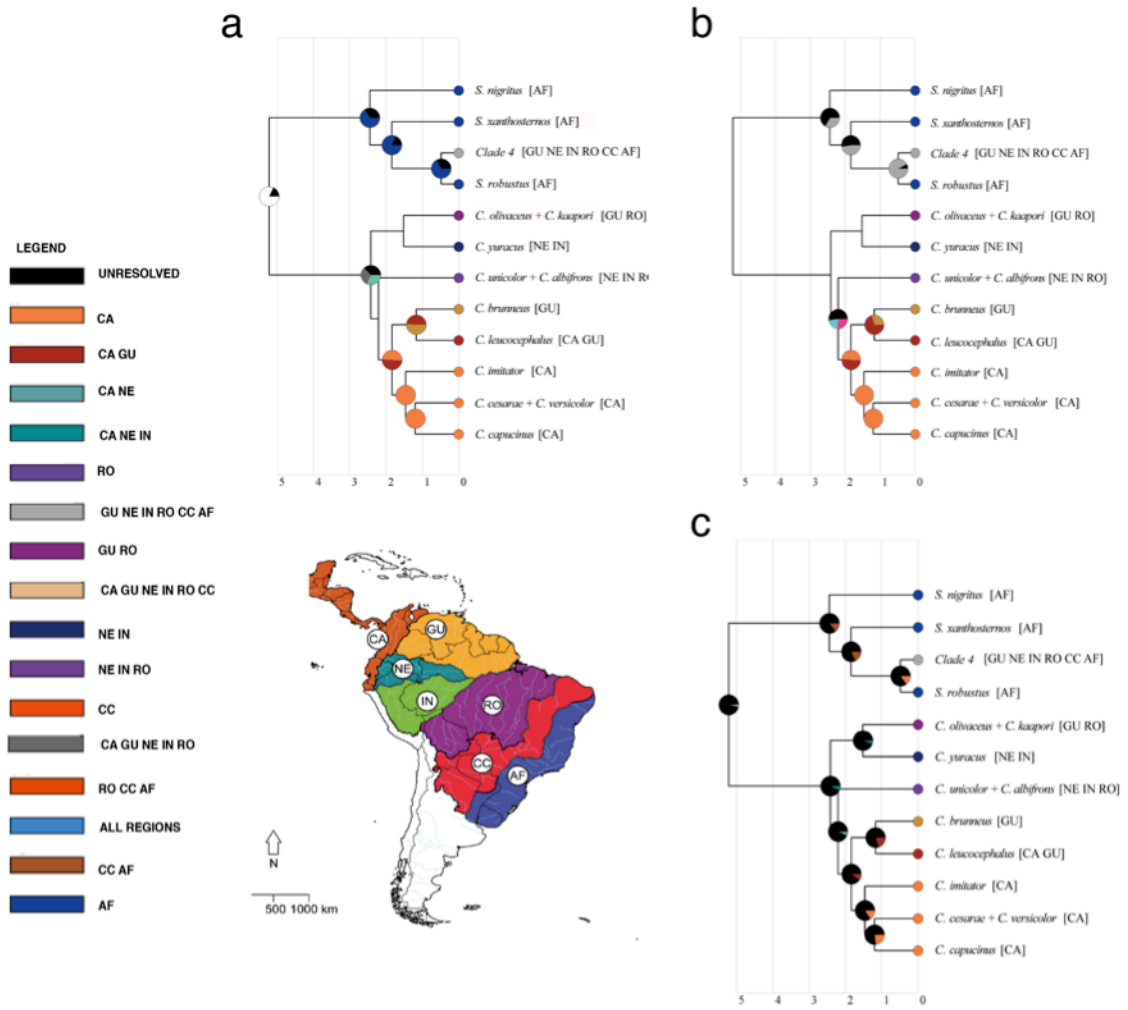 a
S. nigritus [AF]
S. xanthosternos [AF]
Clade 4 [GU NE IN RO CC AF]
S. robustus [AF]
C. olivaceus + C. kaapori [GU RO]
C. yuracus [NE IN]
C. unicolor + C. albifrons [NE IN R
C. brunneus [GU]
C. leucocephalus [CA GU]
C. imitator [CA]
C. cesarae + C. versicolor [CA]
C. capucinus [CA]
5 4 3 2 1 0
b
S. nigritus [AF]
S. xanthosternos [AF]
Clade 4 [GU NE IN RO CC AF]
S. robustus [AF]
C. olivaceus + C. kaapori [GU RO]
C. yuracus [NE IN]
C. unicolor + C. albifrons [NE IN RO]
C. brunneus [GU]
C. leucocephalus [CA GU]
C. imitator [CA]
C. cesarae + C. versicolor [CA]
C. capucinus [CA]
5 4 3 2 1 0
LEGEND
UNRESOLVED
CA
CA GU
CA NE
CA NE IN
RO
GU NE IN RO CC AF
GU RO
CA GU NE IN RO CC
NE IN
NE IN RO
CC
CA GU NE IN RO
RO CC AF
ALL REGIONS
CC AF
AF
CA
GU
NE
IN
RO
CC
AF
N
500 1000 km
c
S. nigritus [AF]
S. xanthosternos [AF]
Clade 4 [GU NE IN RO CC AF]
S. robustus [AF]
C. olivaceus + C. kaapori [GU RO]
C. yuracus [NE IN]
C. unicolor + C. albifrons [NE IN RO]
C. brunneus [GU]
C. leucocephalus [CA GU]
C. imitator [CA]
C. cesarae + C. versicolor [CA]
C. capucinus [CA]
5 4 3 2 1 0